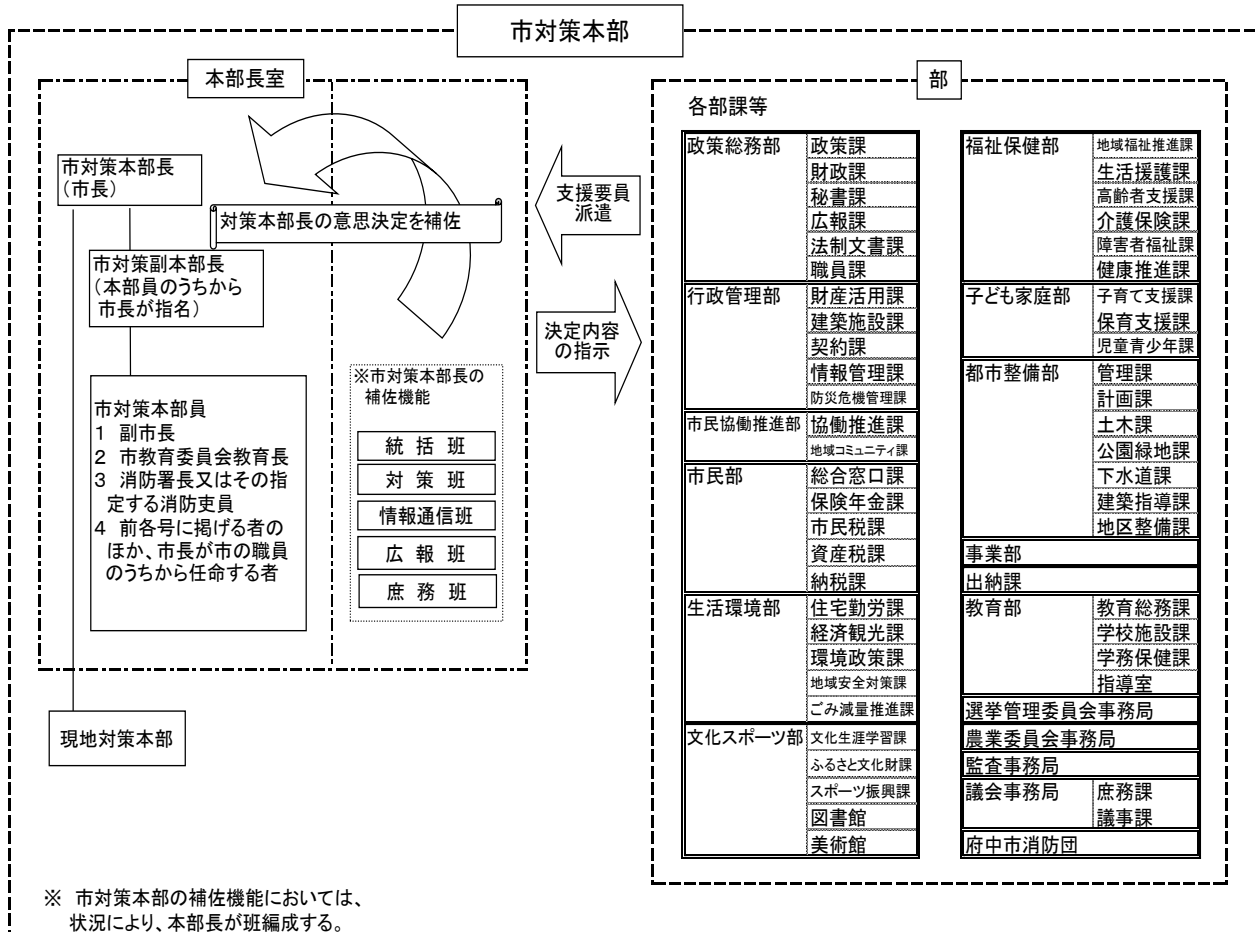 市対策本部
本部長室
市対策本部長
(市長)
対策本部長の意思決定を補佐
市対策副本部長
(本部員のうちから
市長が指名)
市対策本部員
1 副市長
2 市教育委員会教育長
3 消防署長又はその指
定する消防吏員
4 前各号に掲げる者の
ほか、市長が市の職員
のうちから任命する者
※市対策本部長の
補佐機能
統括班
対策班
情報通信班
広報班
庶務班
現地対策本部
支援要員
派遣
決定内容
の指示
部
各部課等
政策総務部 政策課
財政課
秘書課
広報課
法制文書課
職員課
行政管理部 財産活用課
建築施設課
契約課
情報管理課
防災危機管理課
市民協働推進部 協働推進課
地域コミュニティ課
市民部 総合窓口課
保険年金課
市民税課
資産税課
納税課
生活環境部 住宅勤労課
経済観光課
環境政策課
地域安全対策課
ごみ減量推進課
文化スポーツ部 文化生涯学習課
ふるさと文化財課
スポーツ振興課
図書館
美術館
福祉保健部 地域福祉推進課
生活援護課
高齢者支援課
介護保険課
障害者福祉課
健康推進課
子ども家庭部 子育て支援課
保育支援課
児童青少年課
都市整備部 管理課
計画課
土木課
公園緑地課
下水道課
建築指導課
地区整備課
事業部
出納課
教育部 教育総務課
学校施設課
学務保健課
指導室
選挙管理委員会事務局
農業委員会事務局
監査事務局
議会事務局 庶務課
議事課
府中市消防団
※ 市対策本部の補佐機能においては、
状況により、本部長が班編成する。